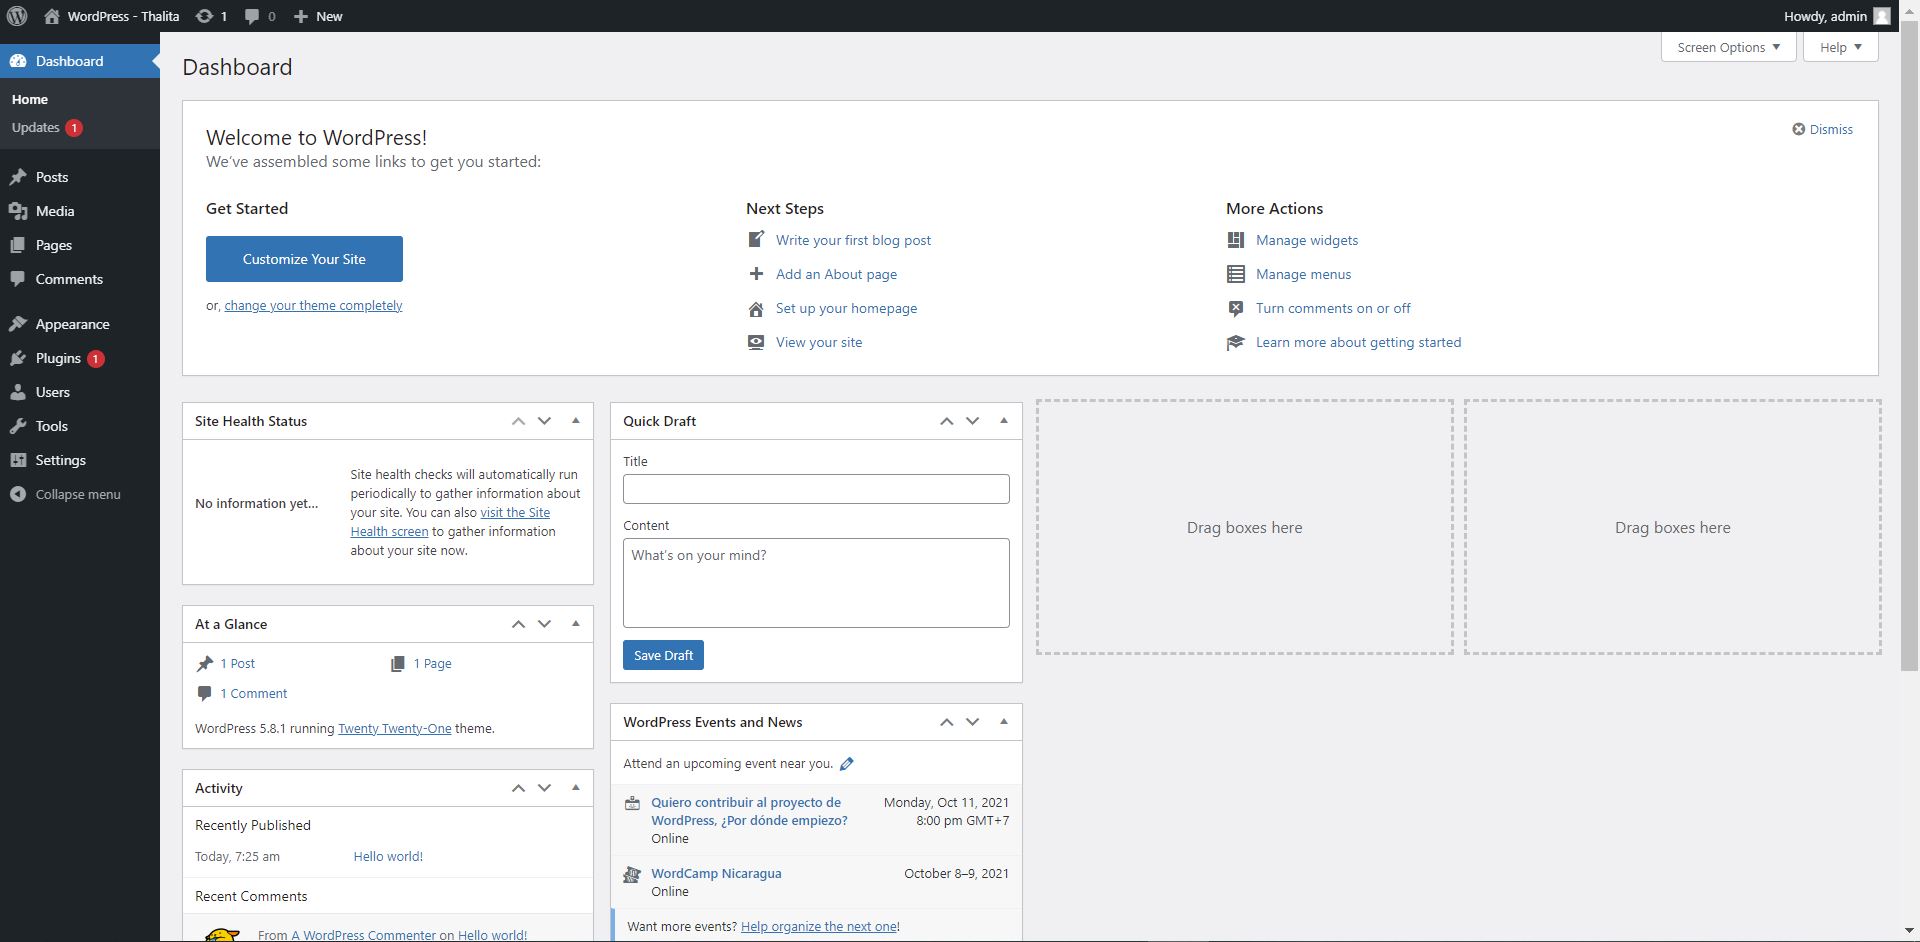 WordPress - Thalita
1
0
New
Howdy, admin
Dashboard
Home
Updates 1
Posts
Media
Pages
Comments
Appearance
Plugins 1
Users
Tools
Settings
Collapse menu
Screen Options
Help
Dashboard
Welcome to WordPress!
We've assembled some links to get you started:
Dismiss
Get Started
Customize Your Site
or, change your theme completely
Next Steps
Write your first blog post
Add an About page
Set up your homepage
View your site
More Actions
Manage widgets
Manage menus
Turn comments on or off
Learn more about getting started
Site Health Status
No information yet...
Site health checks will automatically run
periodically to gather information about
your site. You can also visit the Site
Health screen to gather information
about your site now.
At a Glance
1 Post
1 Page
1 Comment
WordPress 5.8.1 running Twenty Twenty-One theme.
Activity
Recently Published
Today, 7:25 am
Hello world!
Recent Comments
From A WordPress Commenter on Hello world!
Quick Draft
Title
Content
What's on your mind?
Save Draft
WordPress Events and News
Attend an upcoming event near you.
Quiero contribuir al proyecto de
WordPress, ¿Por dónde empiezo?
Online
Monday, Oct 11, 2021
8:00 pm GMT+7
WordCamp Nicaragua
Online
October 8–9, 2021
Want more events? Help organize the next one!
Drag boxes here
Drag boxes here